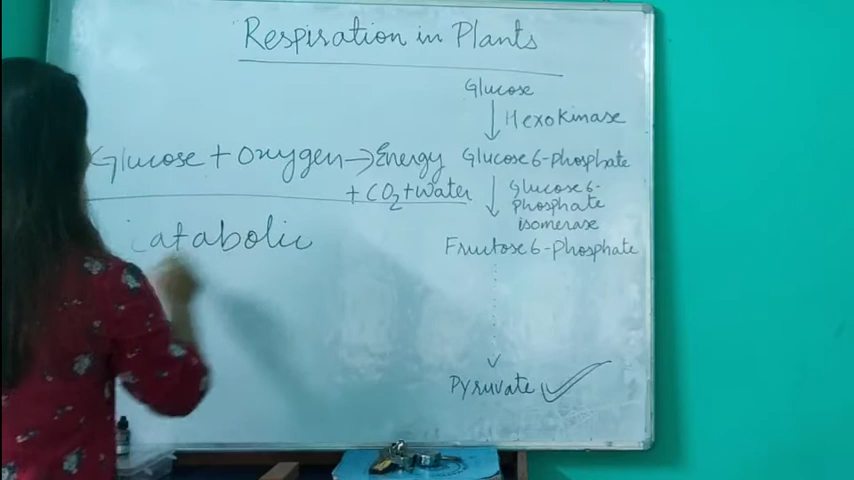 Respiration in Plants
Glucose + Oxygen → Energy
+ CO₂ + Water
Catabolic
Glucose
Hexokinase
Glucose 6-phosphate
Glucose 6-
phosphate
isomerase
Fructose 6-Phosphate
Pyruvate